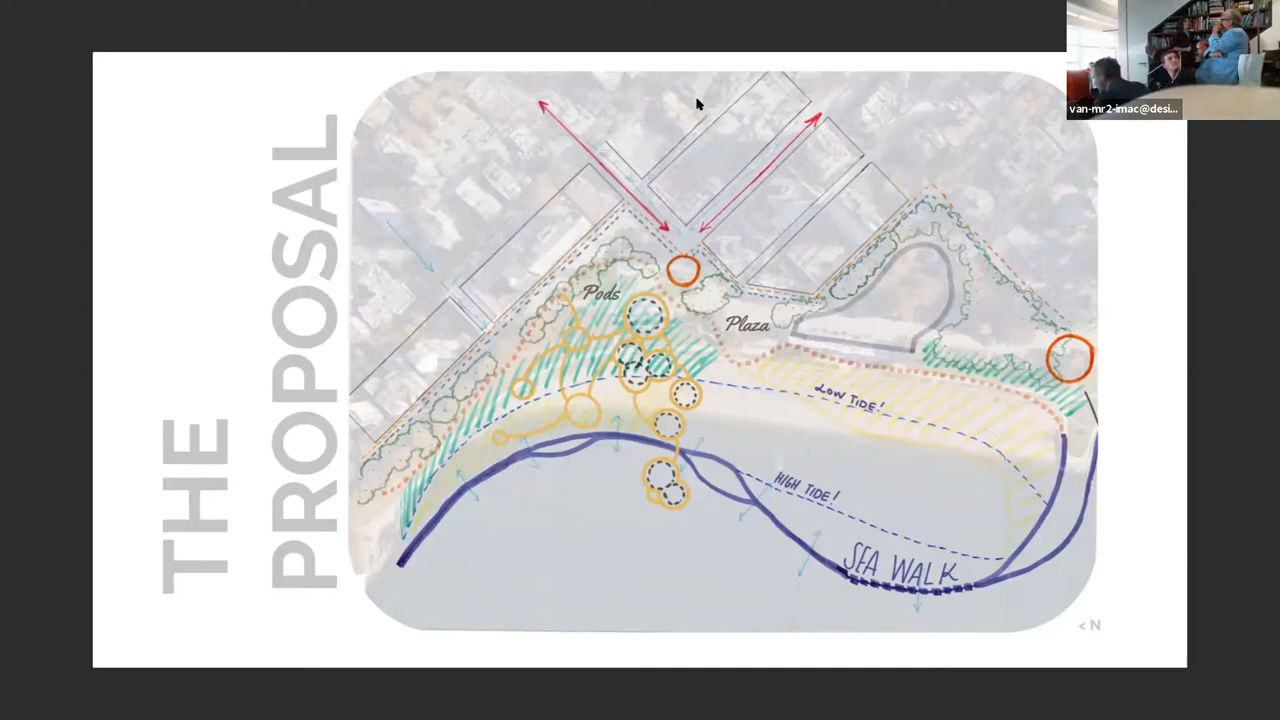 THE
PROPOSAL
Pods
Plaza
LOW TIDE!
HIGH TIDE!
SEA WALK
< N
van-mr2-imac@desi...